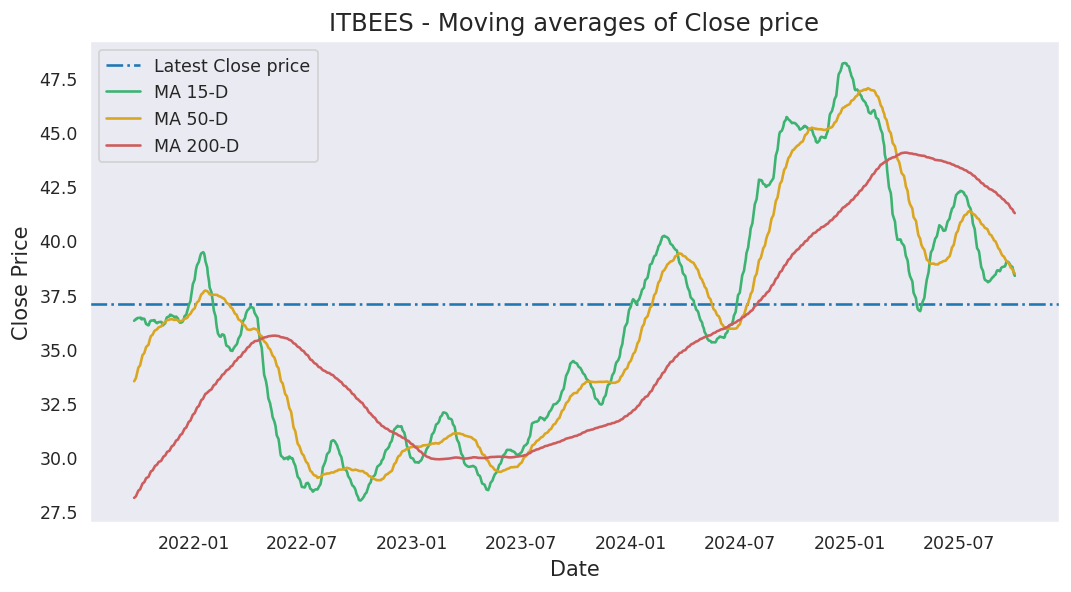 ITBEES - Moving averages of Close price
Latest Close price
MA 15-D
MA 50-D
MA 200-D
47.5
45.0
42.5
40.0
37.5
35.0
32.5
30.0
27.5
Close Price
2022-01
2022-07
2023-01
2023-07
2024-01
2024-07
2025-01
2025-07
Date